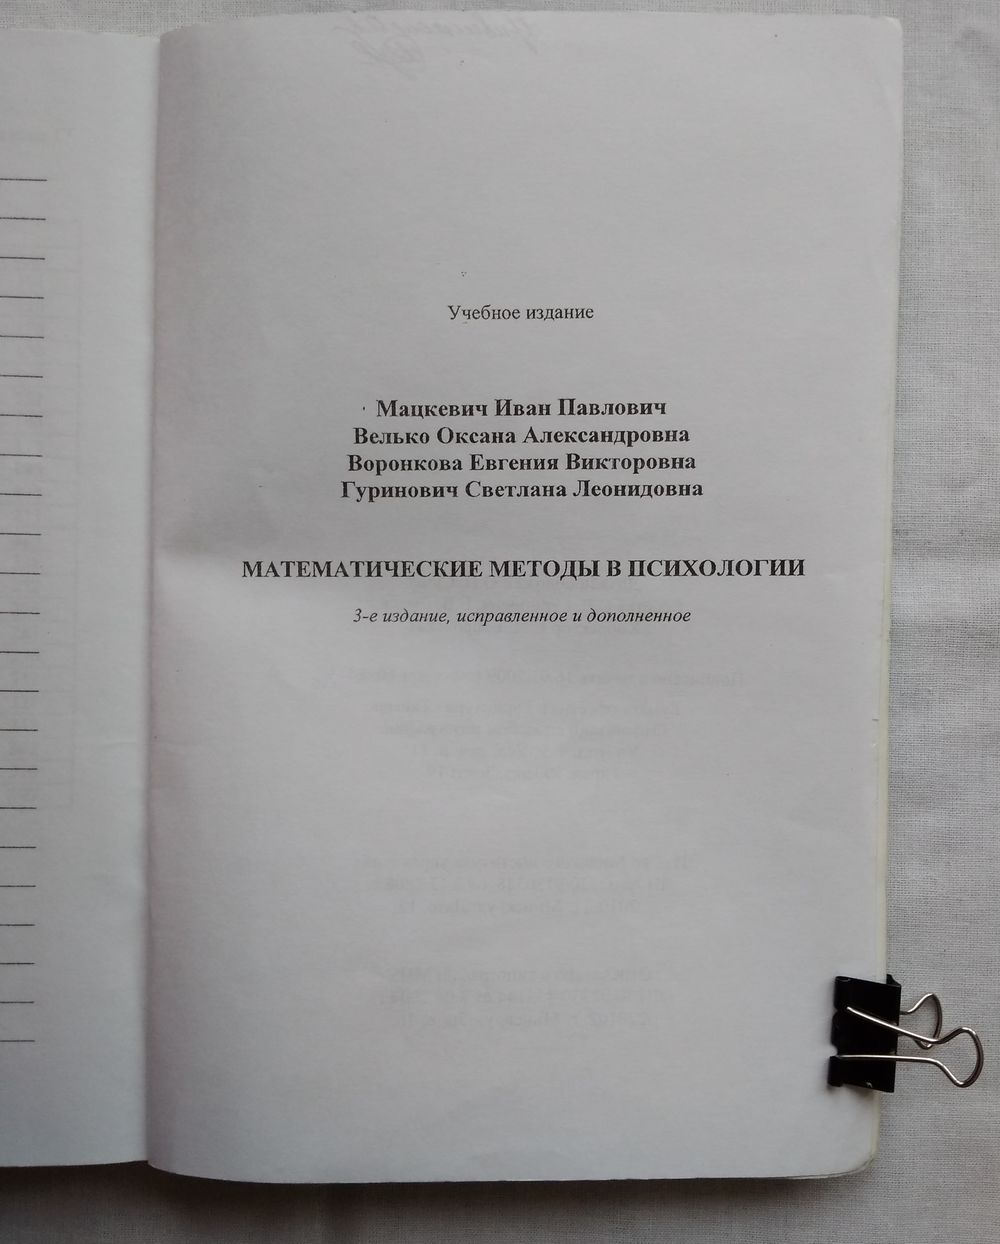 Учебное издание
Мацкевич Иван Павлович
Велько Оксана Александровна
Воронкова Евгения Викторовна
Гуринович Светлана Леонидовна
МАТЕМАТИЧЕСКИЕ МЕТОДЫ В ПСИХОЛОГИИ
3-е издание, исправленное и дополненное